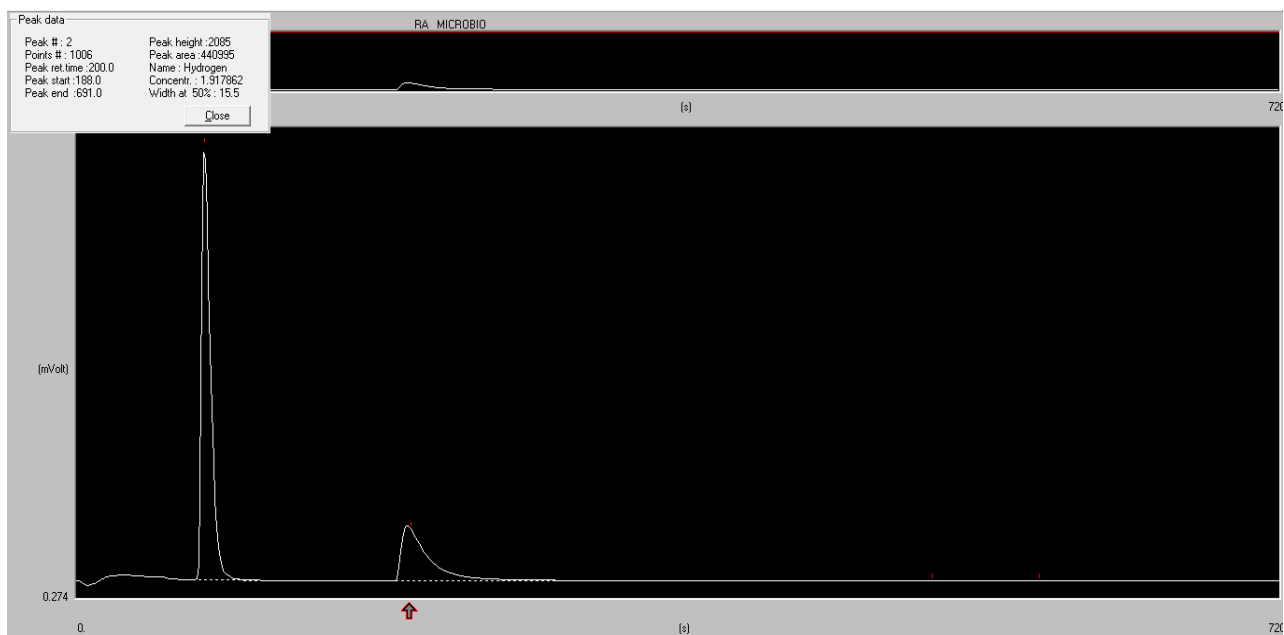 Peak data
Peak # : 2
Points # : 1006
Peak ret.time :200.0
Peak start :188.0
Peak end :691.0
Peak height :2085
Peak area :440995
Name : Hydrogen
Concentr. : 1.917862
Width at 50% : 15.5
Close
RA MICROBIO
(s)
720
(mVolt)
0.274
0.
(s)
720